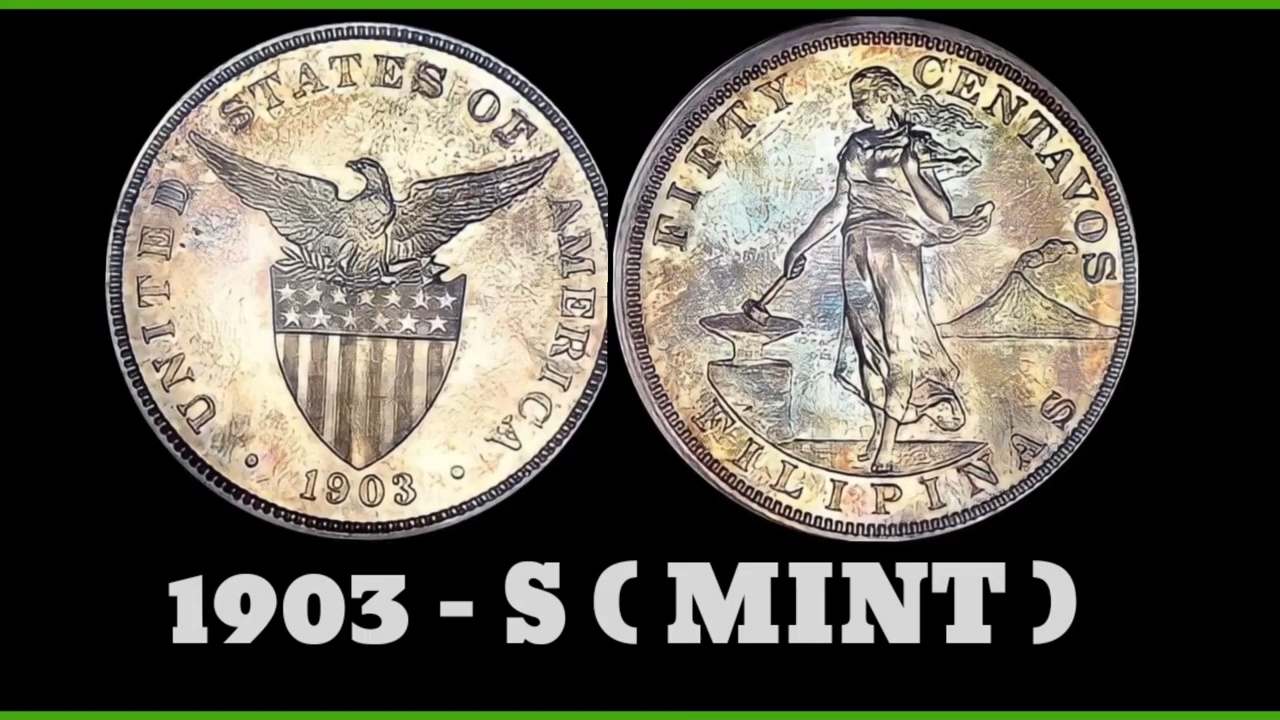 UNITED STATES OF AMERICA
• 1903 •
FIFTY CENTAVOS
FILIPINAS
1903 - S ( MINT )